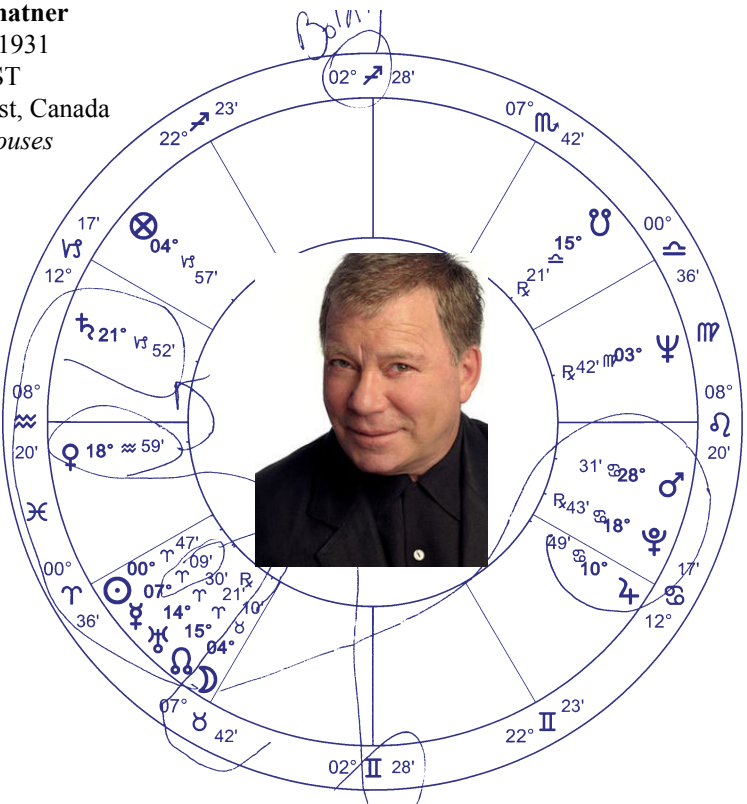 hatner
1931
ST
st, Canada
ouses
02° ♐ 28'
22° ♐ 23'
07° ♏ 42'
17' ♑ 12°
⊗ 04° ♑ 57'
☋ 15° ♎ 21' ℞
00° ♎ 36'
♄ 21° ♑ 52'
♆ 03° ♍ 42' ℞
♍
08° ♒ 20'
08° ♌ 20'
♀ 18° ♒ 59'
♂ 28° ♋ 31'
♇ 18° ♋ 43' ℞
♃ 10° ♋ 49'
♓
00° ♈ 36'
17' ♋ 12°
☉ 00° ♈ 47'
☿ 07° ♈ 09'
♅ 14° ♈ 30'
☊ 15° ♈ 21' ℞
☽ 04° ♉ 10'
07° ♉ 42'
22° ♊ 23'
02° ♊ 28'